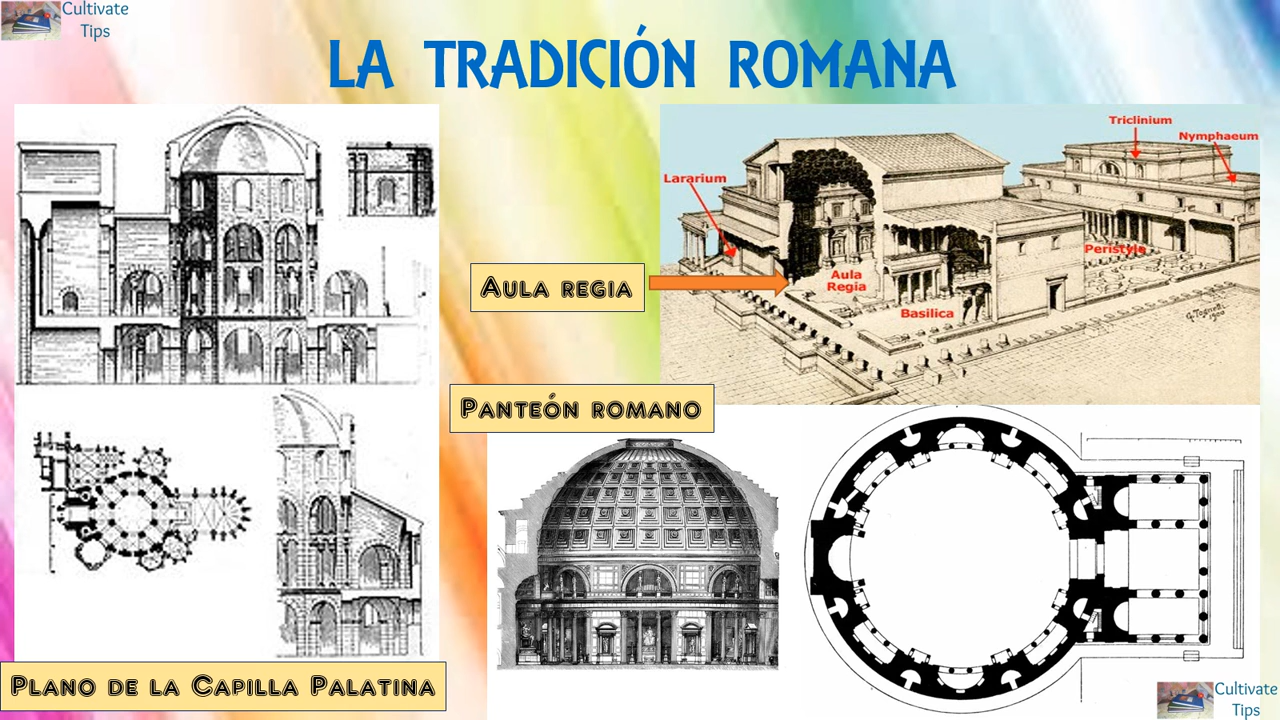 Cultivate
Tips
LA TRADICIÓN ROMANA
Triclinium
Nymphaeum
Lararium
Peristyle
AULA REGIA
Aula
Regia
Basilica
1900
PANTEÓN ROMANO
PLANO DE LA CAPILLA PALATINA
Cultivate
Tips